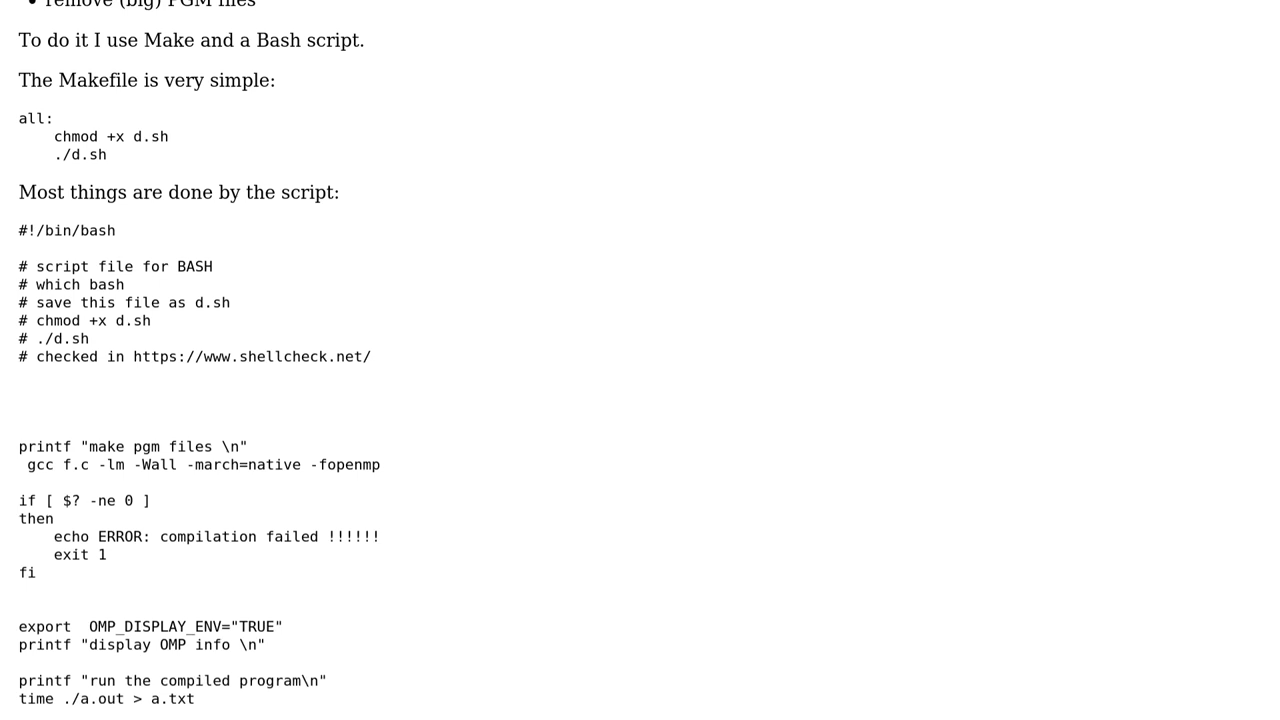 • remove (big) PGM files
To do it I use Make and a Bash script.
The Makefile is very simple:
all:
    chmod +x d.sh
    ./d.sh
Most things are done by the script:
#!/bin/bash
# script file for BASH
# which bash
# save this file as d.sh
# chmod +x d.sh
# ./d.sh
# checked in https://www.shellcheck.net/
printf "make pgm files \n"
 gcc f.c -lm -Wall -march=native -fopenmp
if [ $? -ne 0 ]
then
    echo ERROR: compilation failed !!!!!!
    exit 1
fi
export  OMP_DISPLAY_ENV="TRUE"
printf "display OMP info \n"
printf "run the compiled program\n"
time ./a.out > a.txt